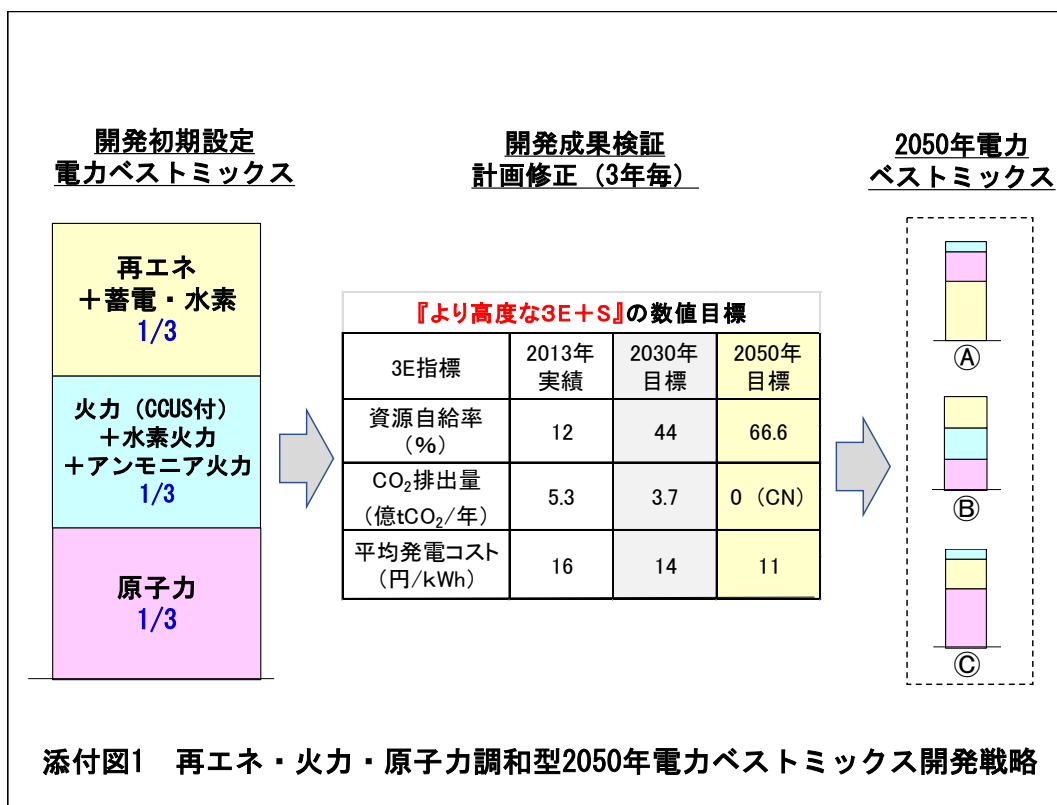 開発初期設定
電力ベストミックス
再エネ
＋蓄電・水素
1/3
火力（CCUS付）
＋水素火力
＋アンモニア火力
1/3
原子力
1/3
開発成果検証
計画修正（3年毎）
『より高度な3E＋S』の数値目標
3E指標
2013年
実績
2030年
目標
2050年
目標
資源自給率
（%）
12
44
66.6
CO₂排出量
（億tCO₂/年）
5.3
3.7
0（CN）
平均発電コスト
（円/kWh）
16
14
11
2050年電力
ベストミックス
Ⓐ
Ⓑ
Ⓒ
添付図1　再エネ・火力・原子力調和型2050年電力ベストミックス開発戦略